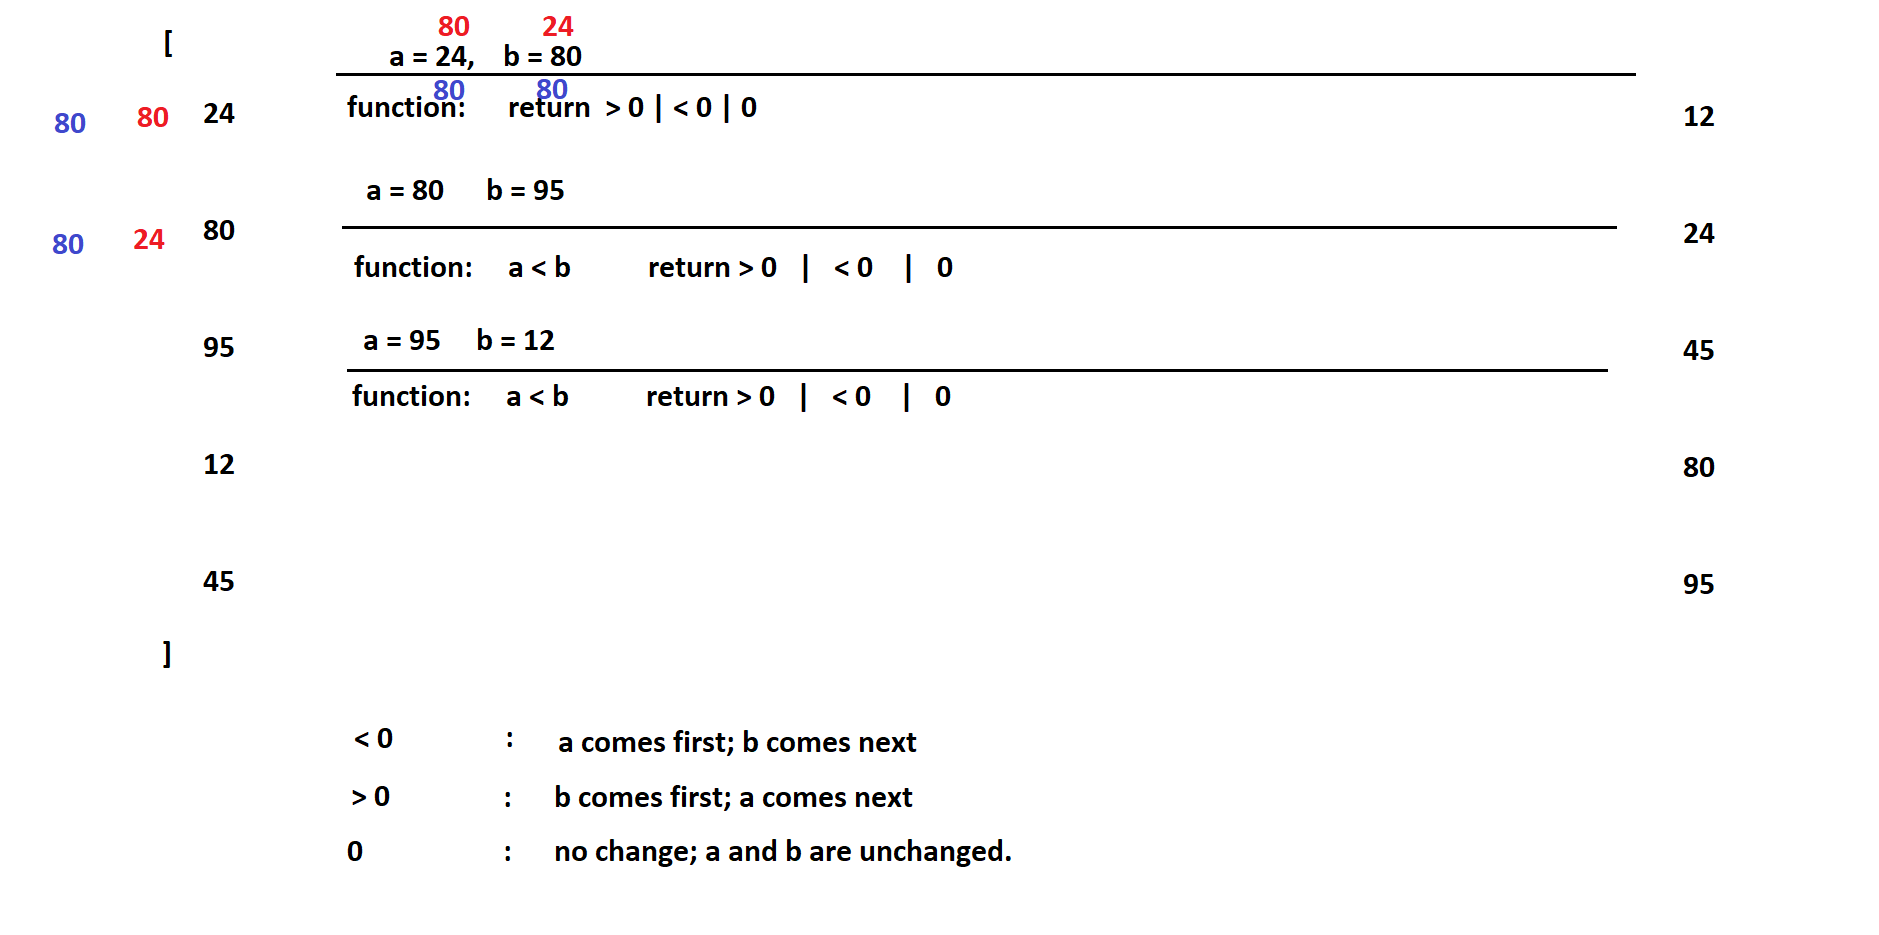 80 24
[
a = 24, b = 80
80 80
80 80 24 function: return > 0 | < 0 | 0 12
a = 80 b = 95
80 24 80 24
function: a < b return > 0 | < 0 | 0
95 a = 95 b = 12 45
function: a < b return > 0 | < 0 | 0
12 80
45 95
]
< 0 : a comes first; b comes next
> 0 : b comes first; a comes next
0 : no change; a and b are unchanged.